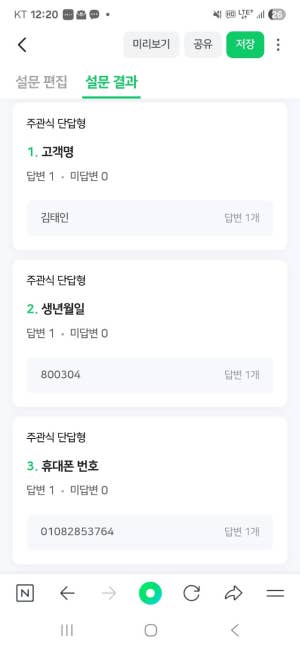 KT 12:20
LTE+ 26
미리보기 공유 저장
설문 편집 설문 결과
주관식 단답형
1. 고객명
답변 1 • 미답변 0
김태인 답변 1개
주관식 단답형
2. 생년월일
답변 1 • 미답변 0
800304 답변 1개
주관식 단답형
3. 휴대폰 번호
답변 1 • 미답변 0
01082853764 답변 1개
N